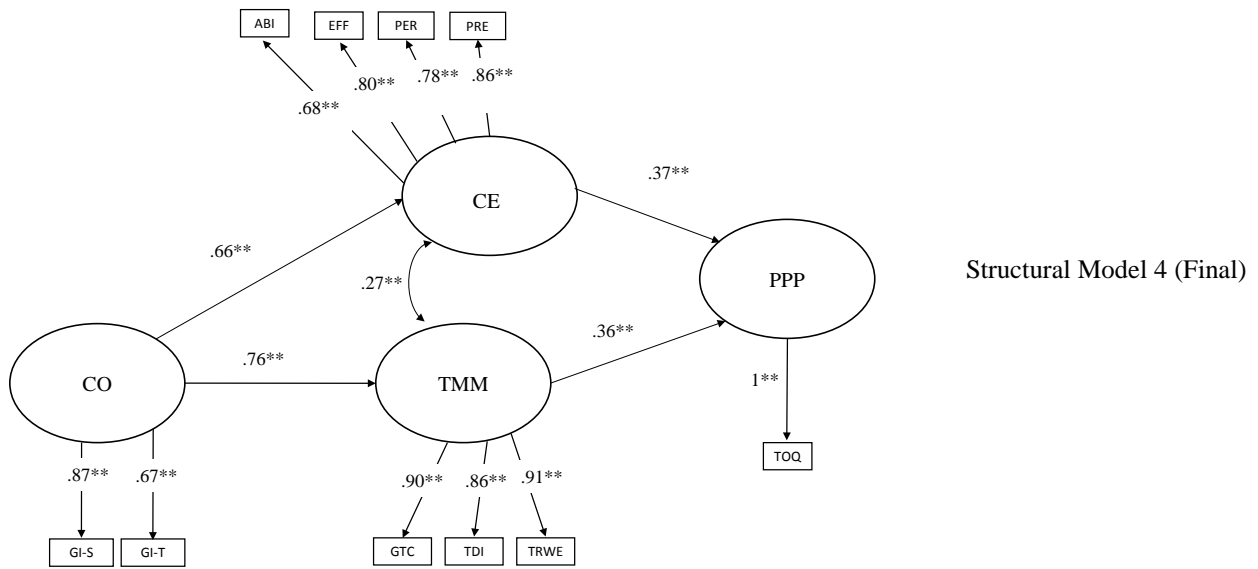 ABI
EFF
PER
PRE
.68**
.80**
.78**
.86**
CE
.37**
.66**
.27**
PPP
Structural Model 4 (Final)
CO
.76**
TMM
.36**
1**
TOQ
.87**
.67**
.90**
.86**
.91**
GI-S
GI-T
GTC
TDI
TRWE